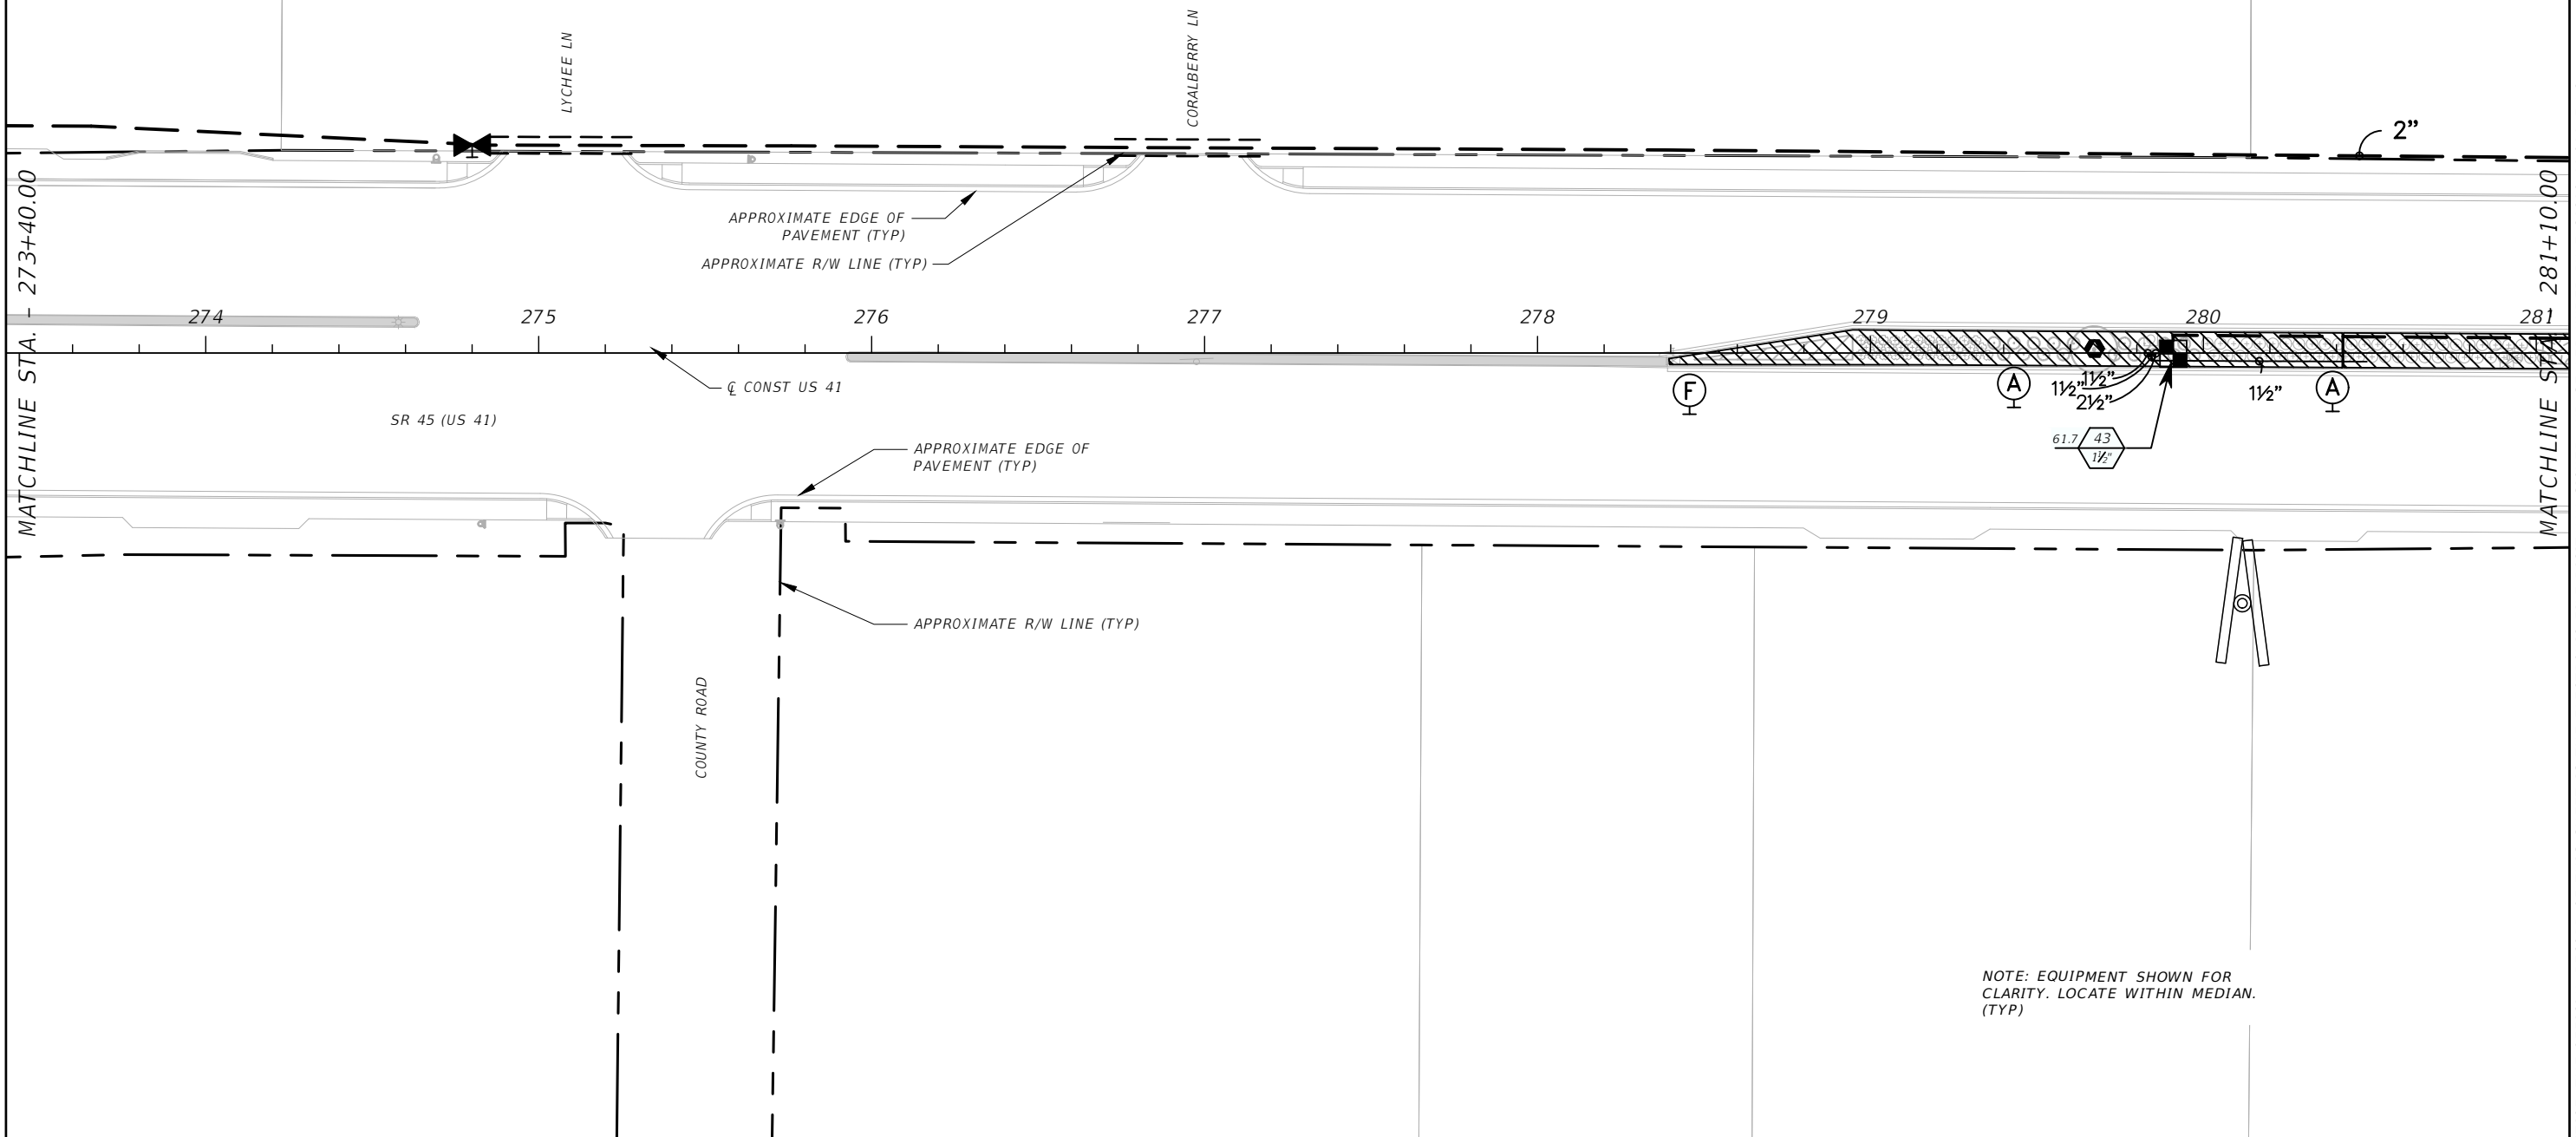 LYCHEE LN
CORALBERRY LN
2”
MATCHLINE STA. - 273+40.00
APPROXIMATE EDGE OF
PAVEMENT (TYP)
APPROXIMATE R/W LINE (TYP)
274
275
276
277
278
279
280
281
MATCHLINE STA. - 281+10.00
℄ CONST US 41
F
A
1½”
1½”
2½”
1½”
A
SR 45 (US 41)
61.7
43
1½"
APPROXIMATE EDGE OF
PAVEMENT (TYP)
APPROXIMATE R/W LINE (TYP)
COUNTY ROAD
NOTE: EQUIPMENT SHOWN FOR
CLARITY. LOCATE WITHIN MEDIAN.
(TYP)